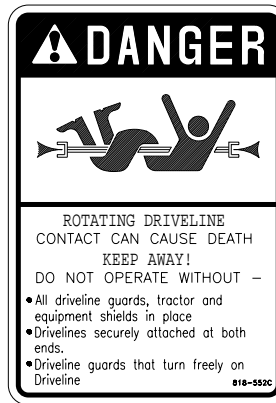 DANGER
ROTATING DRIVELINE
CONTACT CAN CAUSE DEATH
KEEP AWAY!
DO NOT OPERATE WITHOUT –
• All driveline guards, tractor and
equipment shields in place
• Drivelines securely attached at both
ends.
• Driveline guards that turn freely on
Driveline
818-552C